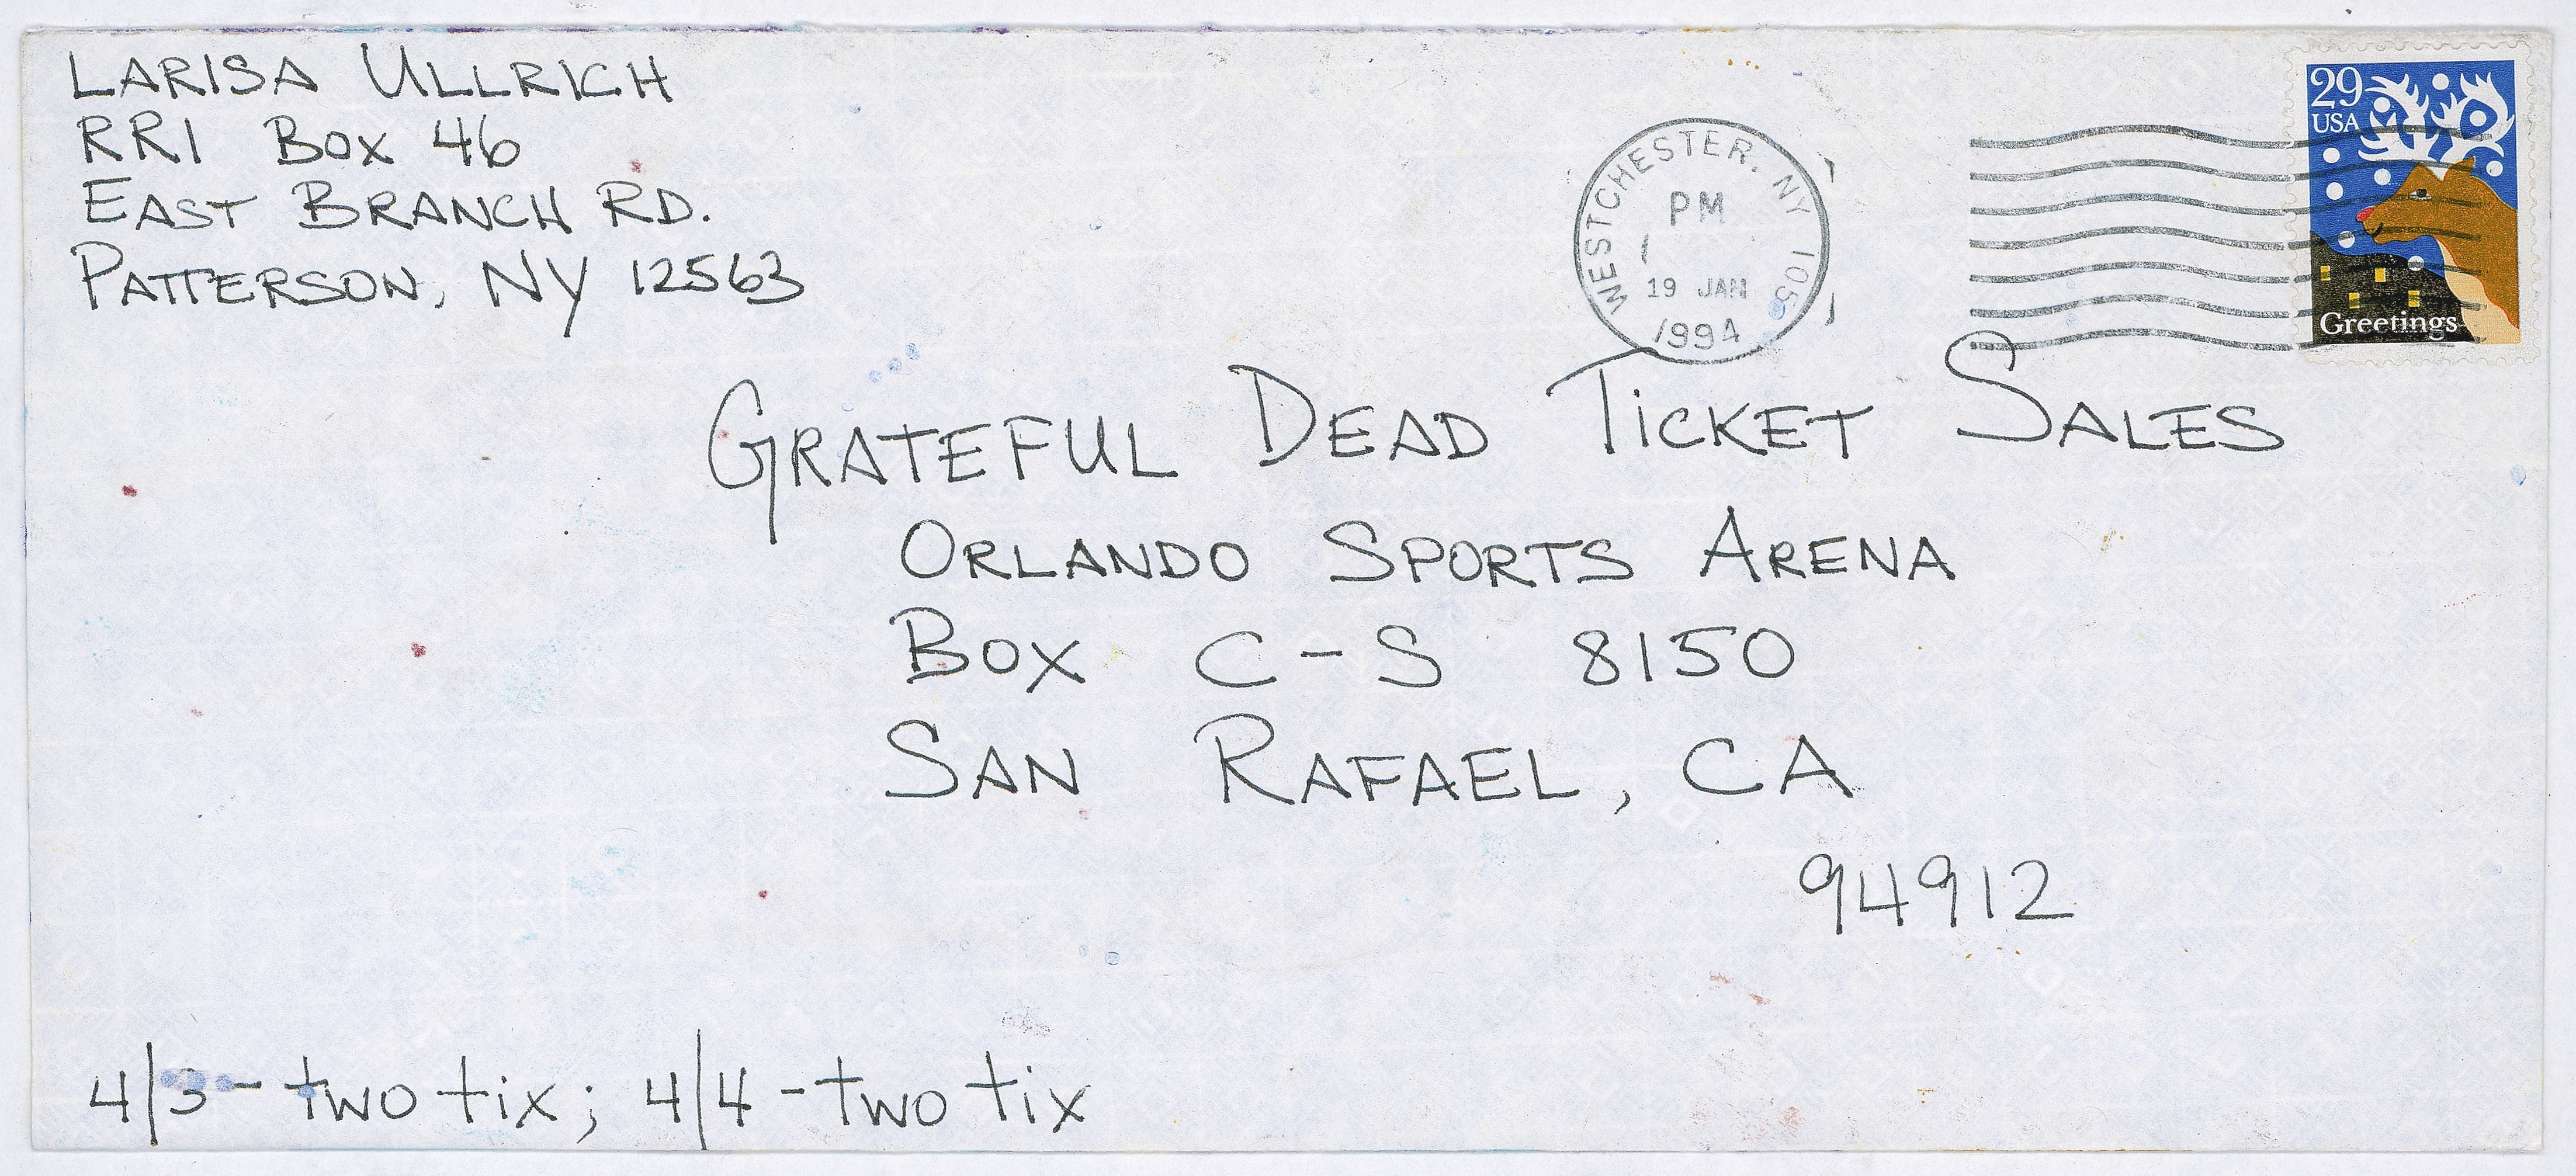 LARISA ULLRICH
RR1 BOX 46
EAST BRANCH RD.
PATTERSON, NY 12563
WESTCHESTER, NY 105
PM
19 JAN
1994
29
USA
Greetings
GRATEFUL DEAD TICKET SALES
ORLANDO SPORTS ARENA
BOX C-S 8150
SAN RAFAEL, CA
94912
4/3 - two tix; 4/4 - two tix